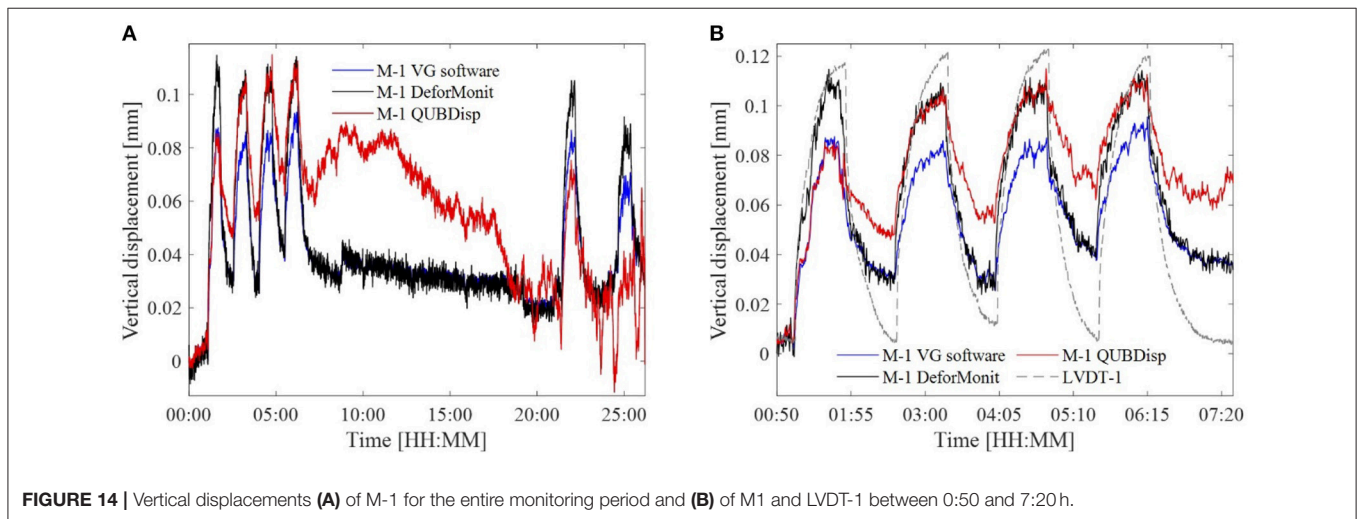 A
Vertical displacement [mm]
0.1
0.08
0.06
0.04
0.02
0
M-1 VG software
M-1 DeforMonit
M-1 QUBDisp
00:00 05:00 10:00 15:00 20:00 25:00
Time [HH:MM]
B
Vertical displacement [mm]
0.12
0.1
0.08
0.06
0.04
0.02
0
M-1 VG software M-1 QUBDisp
M-1 DeforMonit LVDT-1
00:50 01:55 03:00 04:05 05:10 06:15 07:20
Time [HH:MM]
FIGURE 14 | Vertical displacements (A) of M-1 for the entire monitoring period and (B) of M1 and LVDT-1 between 0:50 and 7:20 h.